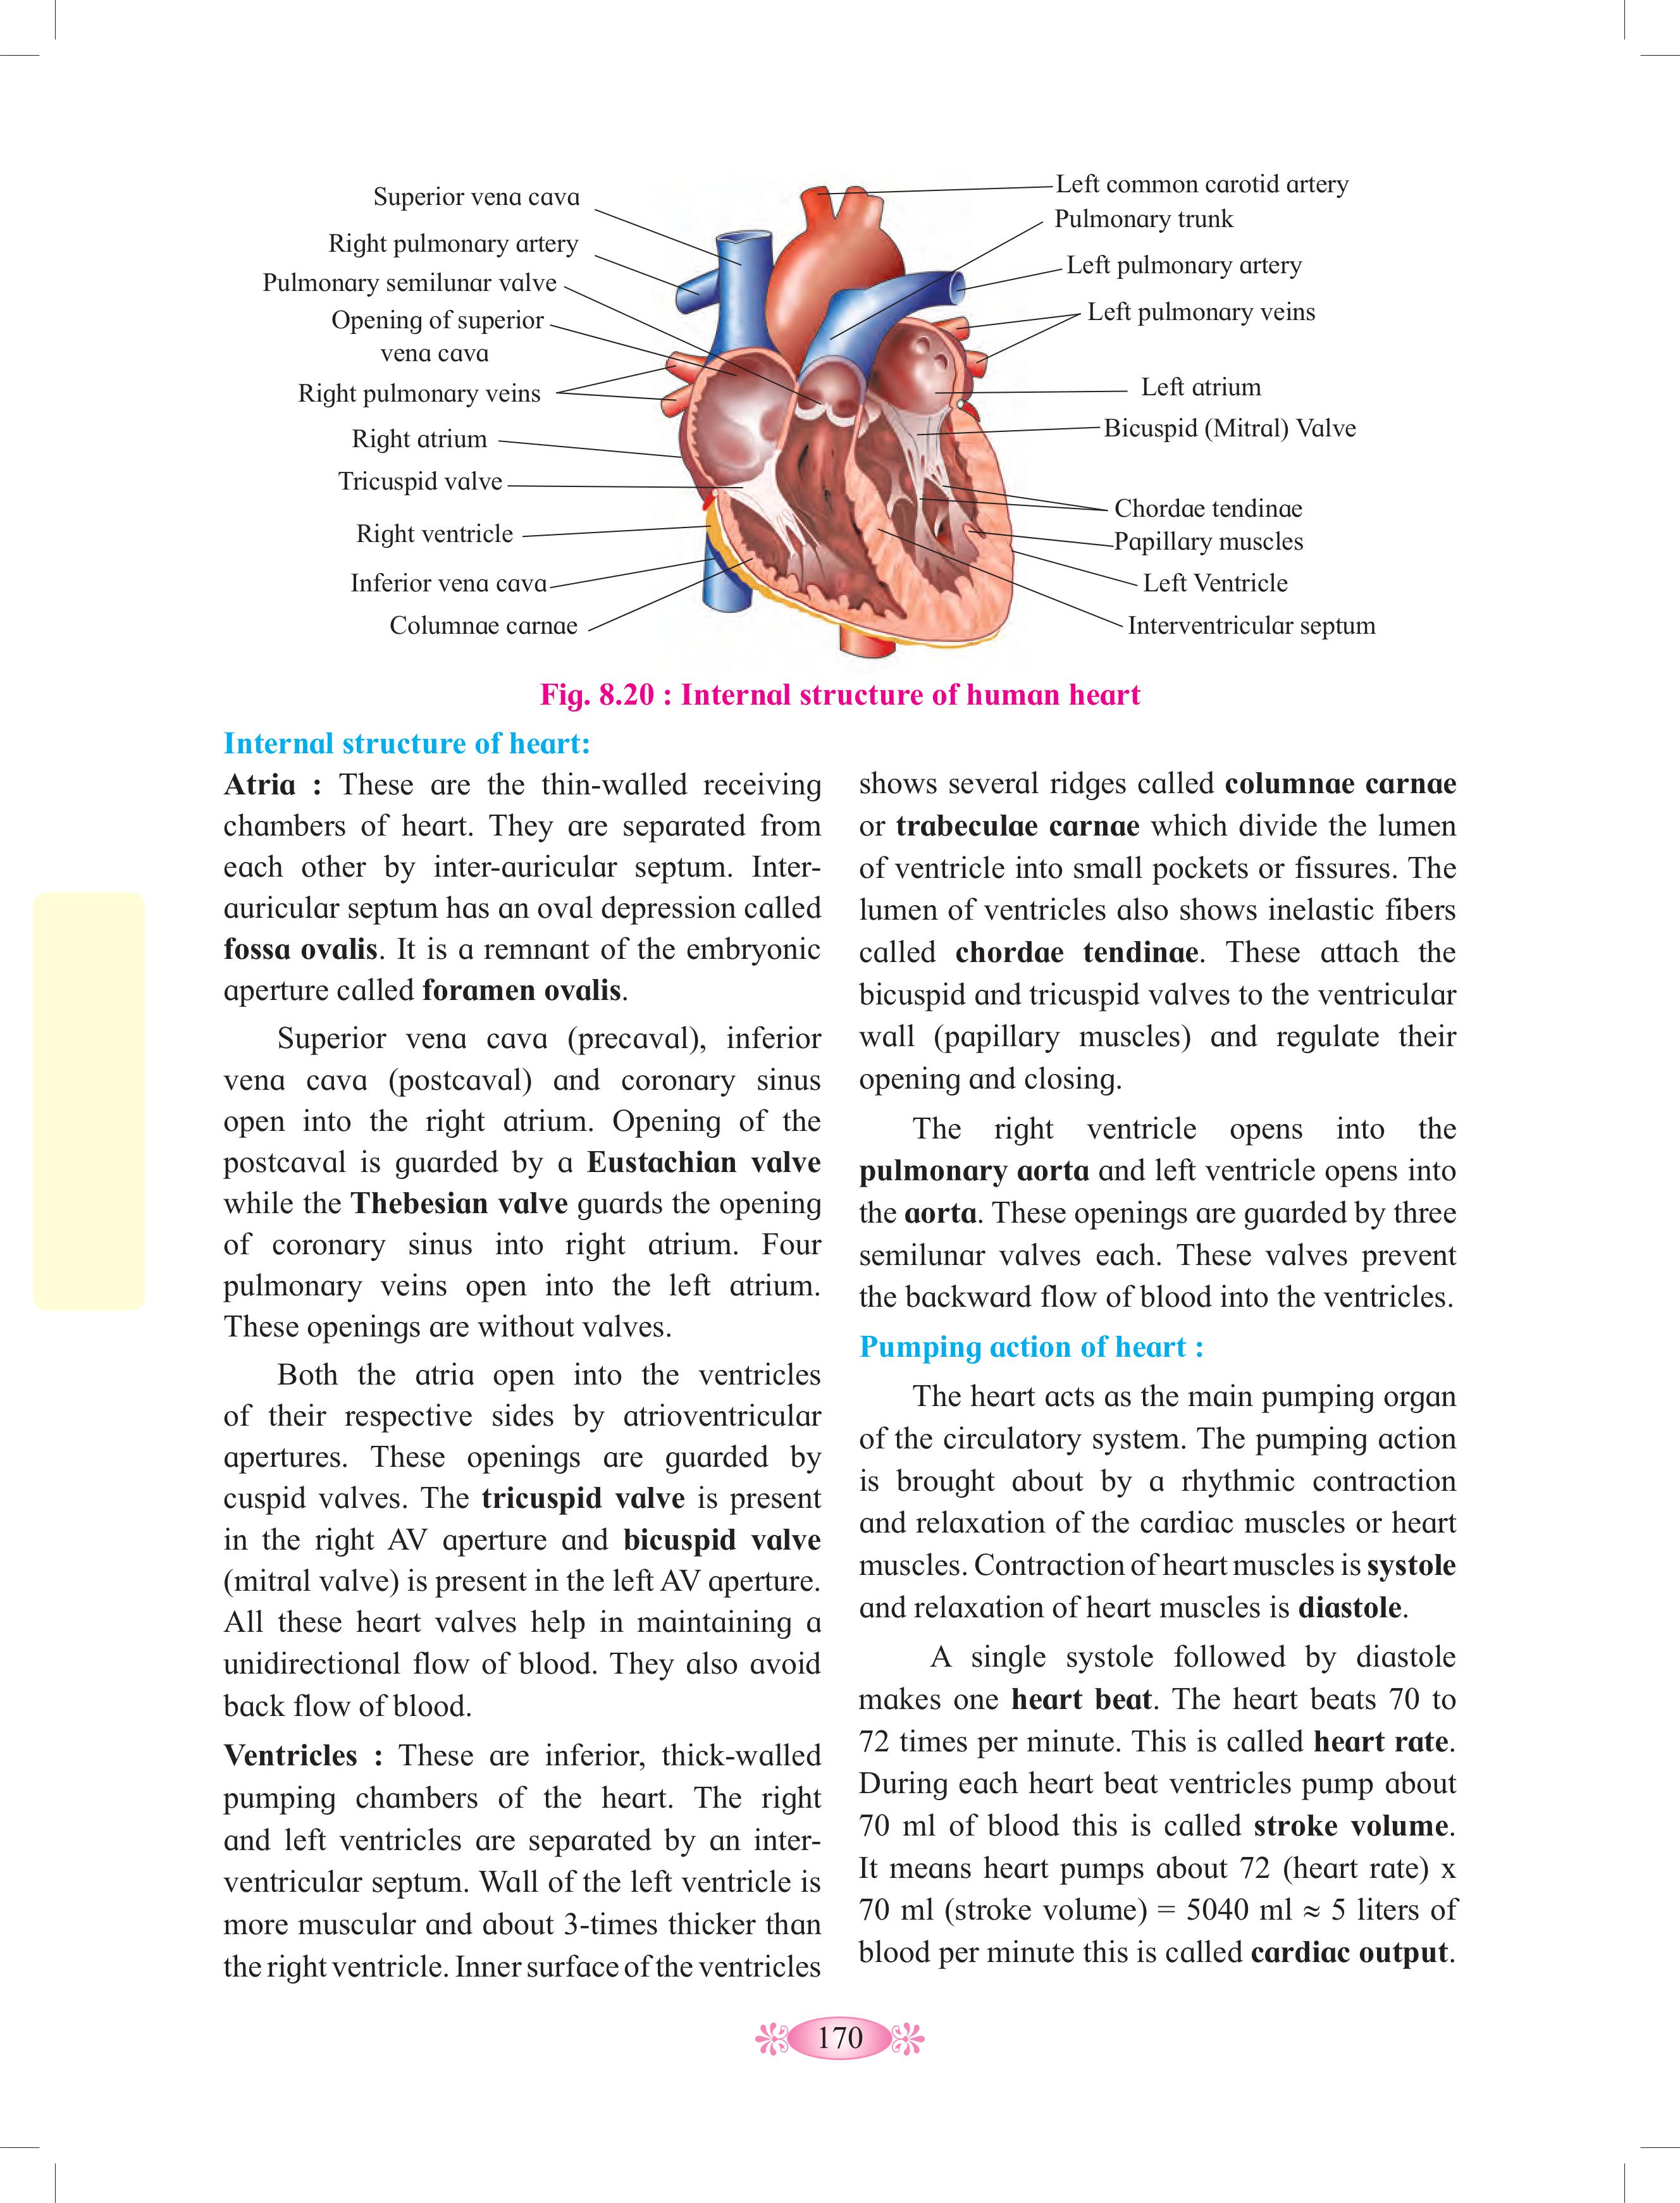 Superior vena cava
Right pulmonary artery
Pulmonary semilunar valve
Opening of superior
vena cava
Right pulmonary veins
Right atrium
Tricuspid valve
Right ventricle
Inferior vena cava
Columnae carnae
Left common carotid artery
Pulmonary trunk
Left pulmonary artery
Left pulmonary veins
Left atrium
Bicuspid (Mitral) Valve
Chordae tendinae
Papillary muscles
Left Ventricle
Interventricular septum
Fig. 8.20 : Internal structure of human heart
Internal structure of heart:
Atria : These are the thin-walled receiving
chambers of heart. They are separated from
each other by inter-auricular septum. Inter-
auricular septum has an oval depression called
fossa ovalis. It is a remnant of the embryonic
aperture called foramen ovalis.
Superior vena cava (precaval), inferior
vena cava (postcaval) and coronary sinus
open into the right atrium. Opening of the
postcaval is guarded by a Eustachian valve
while the Thebesian valve guards the opening
of coronary sinus into right atrium. Four
pulmonary veins open into the left atrium.
These openings are without valves.
Both the atria open into the ventricles
of their respective sides by atrioventricular
apertures. These openings are guarded by
cuspid valves. The tricuspid valve is present
in the right AV aperture and bicuspid valve
(mitral valve) is present in the left AV aperture.
All these heart valves help in maintaining a
unidirectional flow of blood. They also avoid
back flow of blood.
Ventricles : These are inferior, thick-walled
pumping chambers of the heart. The right
and left ventricles are separated by an inter-
ventricular septum. Wall of the left ventricle is
more muscular and about 3-times thicker than
the right ventricle. Inner surface of the ventricles
shows several ridges called columnae carnae
or trabeculae carnae which divide the lumen
of ventricle into small pockets or fissures. The
lumen of ventricles also shows inelastic fibers
called chordae tendinae. These attach the
bicuspid and tricuspid valves to the ventricular
wall (papillary muscles) and regulate their
opening and closing.
The right ventricle opens into the
pulmonary aorta and left ventricle opens into
the aorta. These openings are guarded by three
semilunar valves each. These valves prevent
the backward flow of blood into the ventricles.
Pumping action of heart :
The heart acts as the main pumping organ
of the circulatory system. The pumping action
is brought about by a rhythmic contraction
and relaxation of the cardiac muscles or heart
muscles. Contraction of heart muscles is systole
and relaxation of heart muscles is diastole.
A single systole followed by diastole
makes one heart beat. The heart beats 70 to
72 times per minute. This is called heart rate.
During each heart beat ventricles pump about
70 ml of blood this is called stroke volume.
It means heart pumps about 72 (heart rate) x
70 ml (stroke volume) = 5040 ml ≈ 5 liters of
blood per minute this is called cardiac output.
170